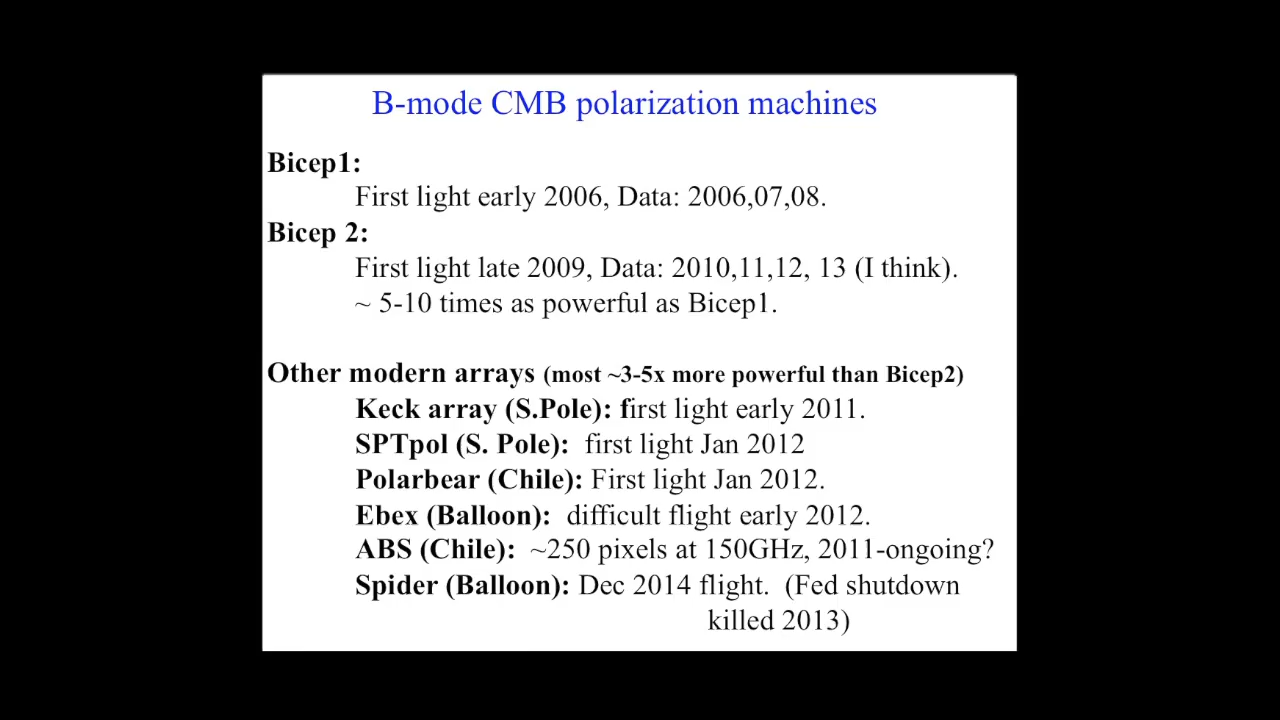 B-mode CMB polarization machines
Bicep1:
First light early 2006, Data: 2006,07,08.
Bicep 2:
First light late 2009, Data: 2010,11,12, 13 (I think).
~ 5-10 times as powerful as Bicep1.
Other modern arrays (most ~3-5x more powerful than Bicep2)
Keck array (S.Pole): first light early 2011.
SPTpol (S. Pole): first light Jan 2012
Polarbear (Chile): First light Jan 2012.
Ebex (Balloon): difficult flight early 2012.
ABS (Chile): ~250 pixels at 150GHz, 2011-ongoing?
Spider (Balloon): Dec 2014 flight. (Fed shutdown
killed 2013)